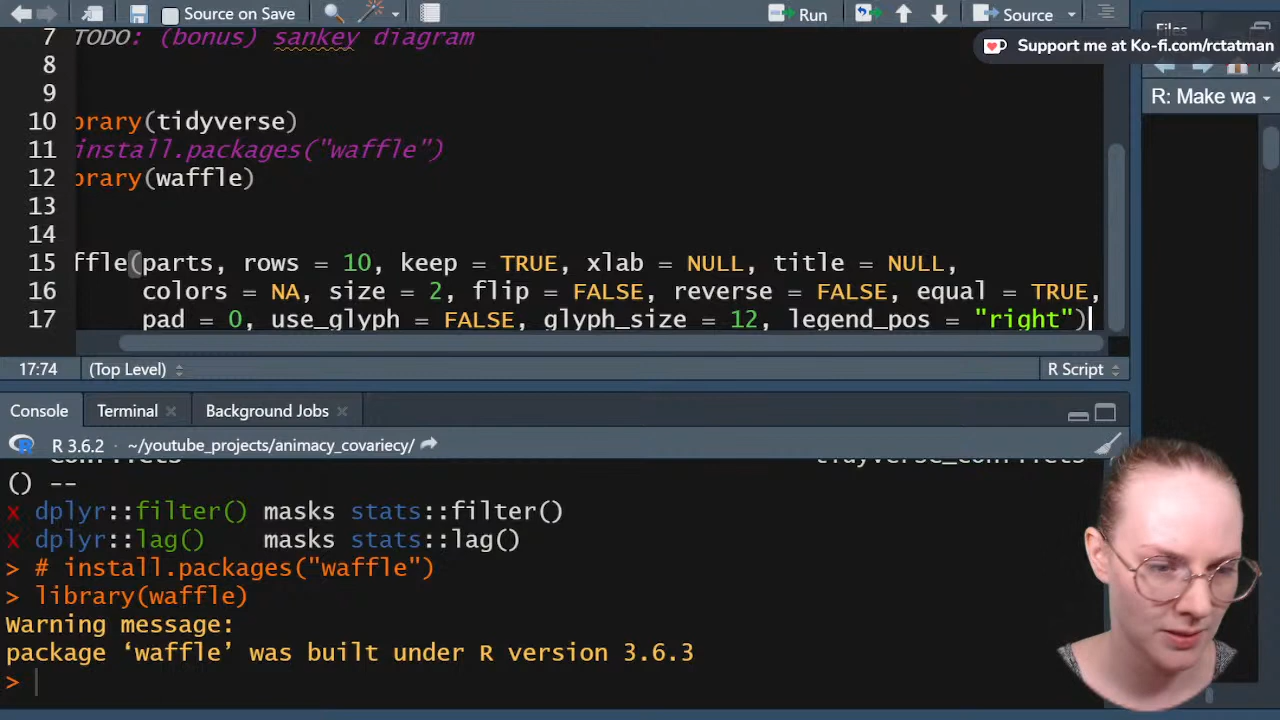 Source on Save
Run
Source
Files
Support me at Ko-fi.com/rctatman
R: Make wa
7 TODO: (bonus) sankey diagram
8
9
10 brary(tidyverse)
11 install.packages("waffle")
12 brary(waffle)
13
14
15 ffle(parts, rows = 10, keep = TRUE, xlab = NULL, title = NULL,
16 colors = NA, size = 2, flip = FALSE, reverse = FALSE, equal = TRUE,
17 pad = 0, use_glyph = FALSE, glyph_size = 12, legend_pos = "right")
17:74 (Top Level) R Script
Console Terminal Background Jobs
R 3.6.2 · ~/youtube_projects/animacy_covariecy/
Conflicts tidyverse_conflicts
() --
x dplyr::filter() masks stats::filter()
x dplyr::lag() masks stats::lag()
> # install.packages("waffle")
> library(waffle)
Warning message:
package ‘waffle’ was built under R version 3.6.3
>